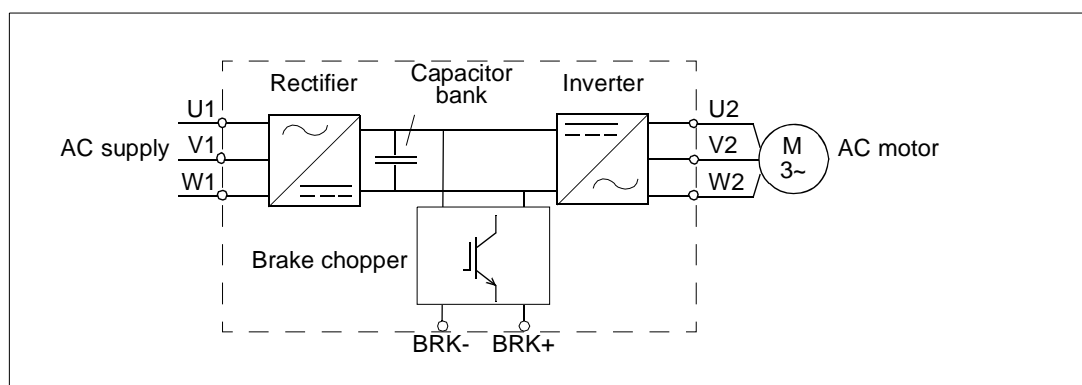 Rectifier
Capacitor
bank
Inverter
AC supply
U1
V1
W1
U2
V2
W2
M
3~
AC motor
Brake chopper
BRK-
BRK+